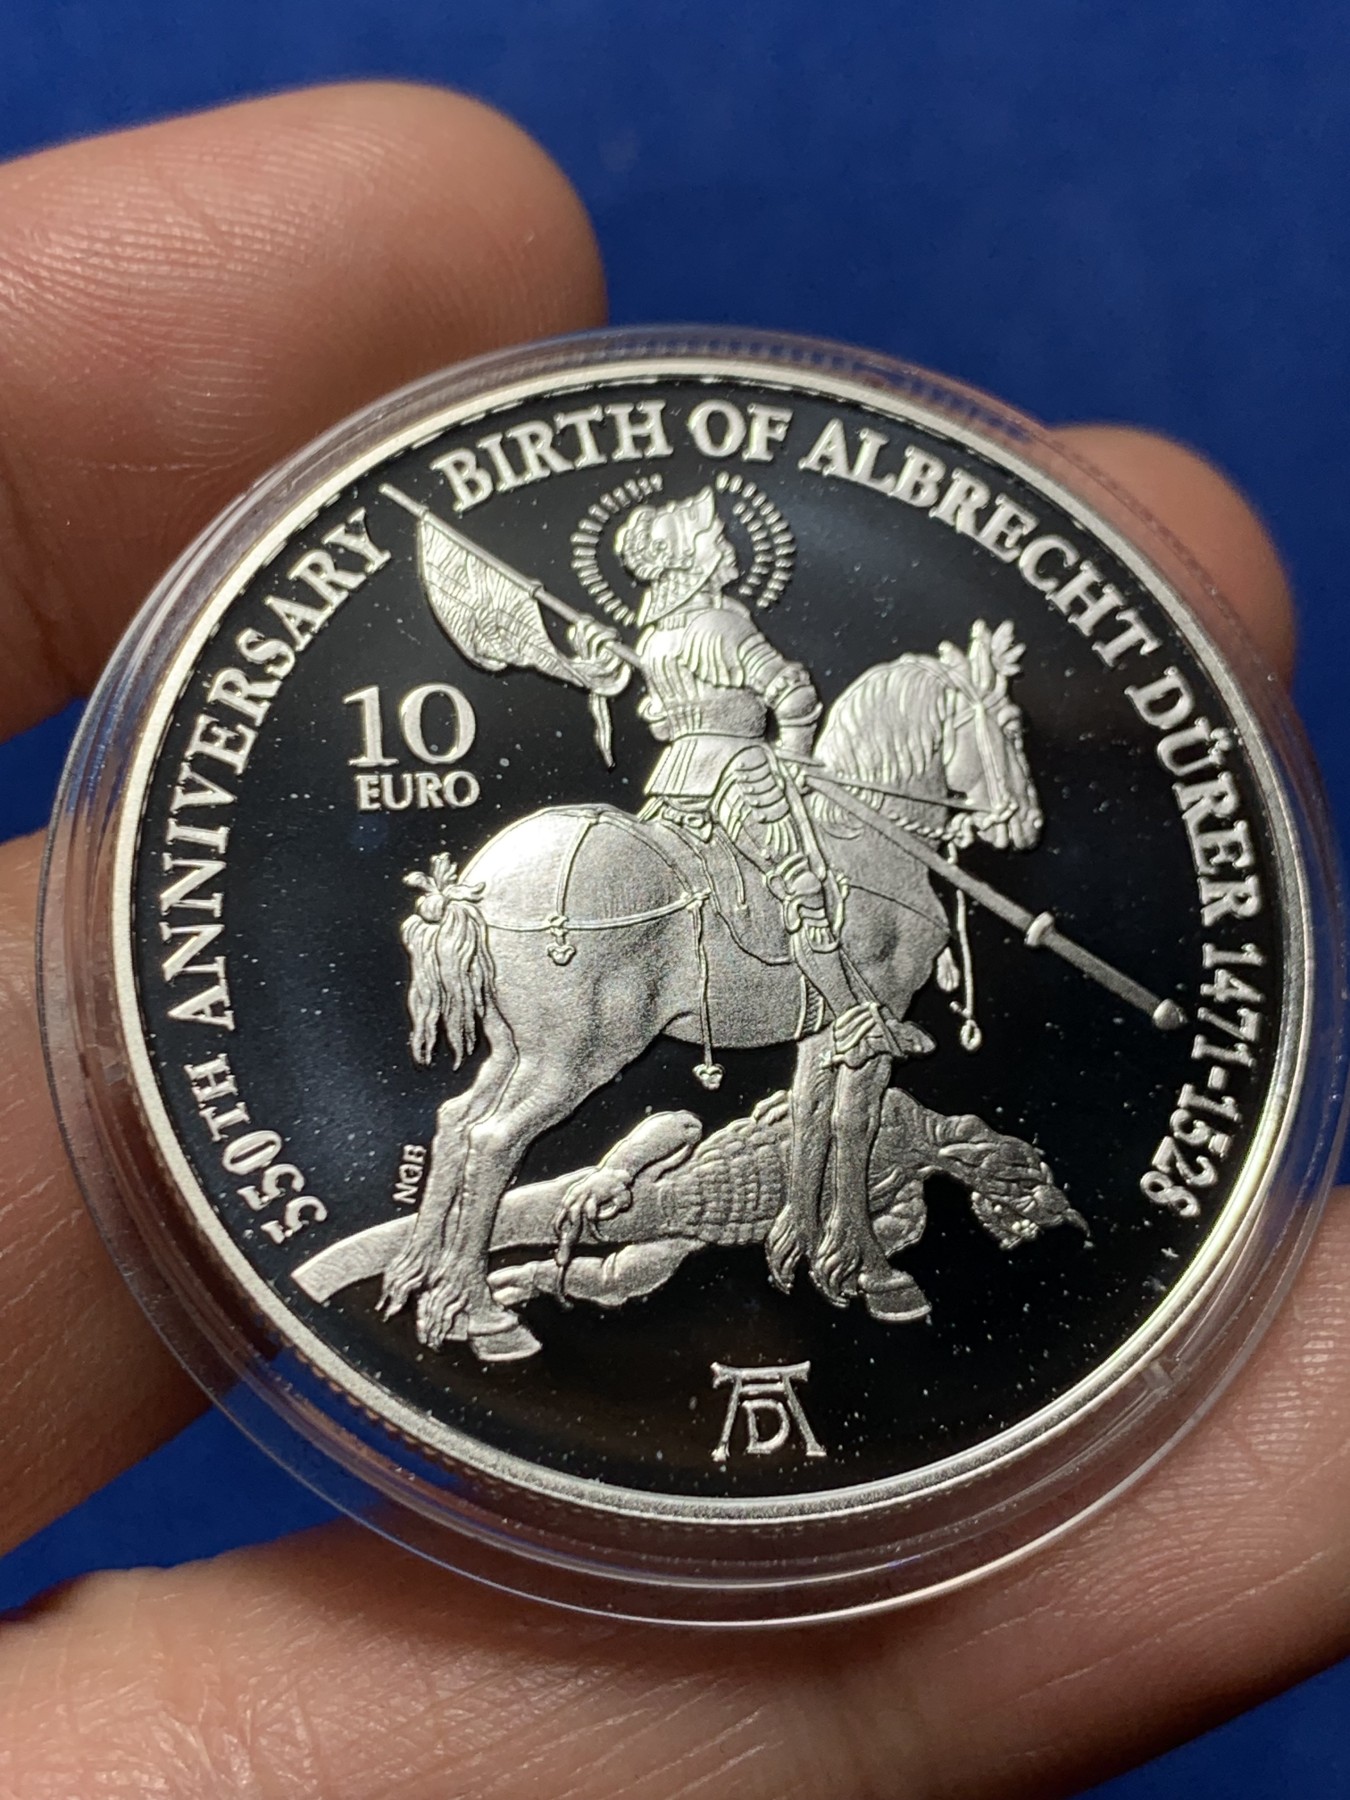 550TH ANNIVERSARY BIRTH OF ALBRECHT DÜRER 1471-1528
10
EURO
NGB
AD